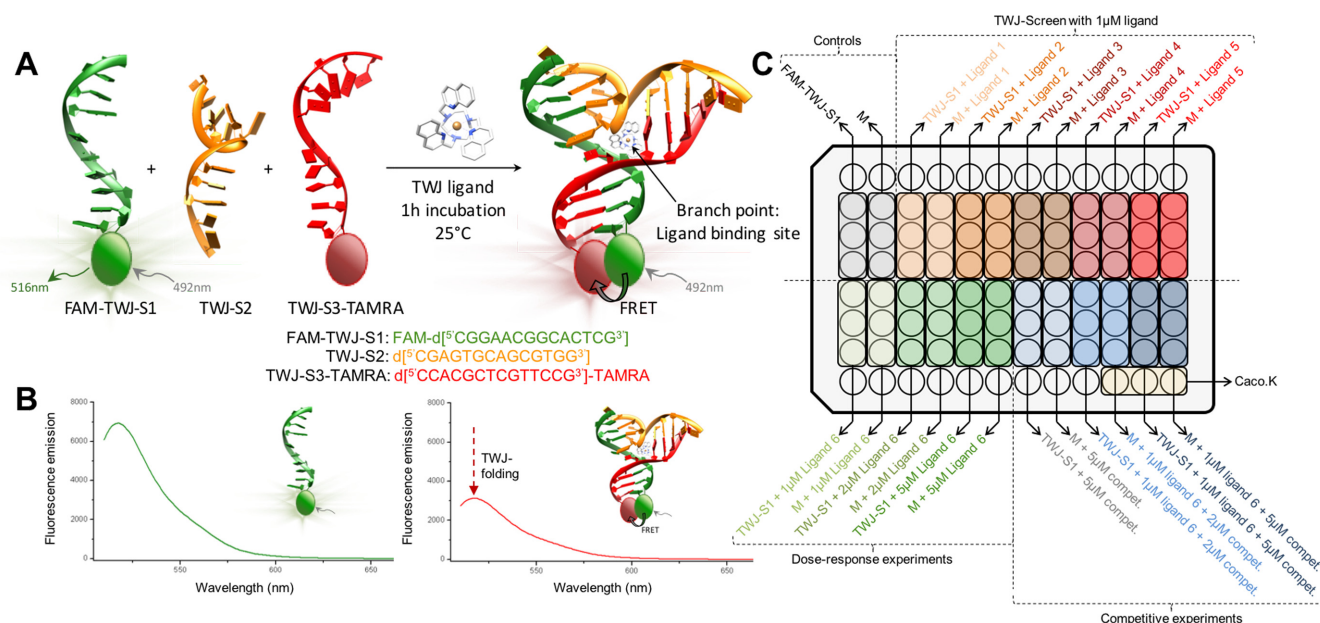 A
+
+
TWJ ligand
1h incubation
25°C
Branch point:
Ligand binding site
516nm
492nm
492nm
FRET
FAM-TWJ-S1
TWJ-S2
TWJ-S3-TAMRA
FAM-TWJ-S1: FAM-d[5'CGGAACGGCACTCG3']
TWJ-S2: d[5'CGAGTGCAGCGTGG3']
TWJ-S3-TAMRA: d[5'CCACGCTCGTTCCG3']-TAMRA
B
Fluorescence emission
8000
6000
4000
2000
0
550
600
650
Wavelength (nm)
Fluorescence emission
8000
6000
4000
2000
0
TWJ-
folding
FRET
550
600
650
Wavelength (nm)
C
Controls
TWJ-Screen with 1µM ligand
FAM-TWJ-S1
M
TWJ-S1 + Ligand 1
M + Ligand 1
TWJ-S1 + Ligand 2
M + Ligand 2
TWJ-S1 + Ligand 3
M + Ligand 3
TWJ-S1 + Ligand 4
M + Ligand 4
TWJ-S1 + Ligand 5
M + Ligand 5
Caco.K
TWJ-S1 + 1µM Ligand 6
M + 1µM Ligand 6
TWJ-S1 + 2µM Ligand 6
M + 2µM Ligand 6
TWJ-S1 + 5µM Ligand 6
M + 5µM Ligand 6
TWJ-S1 + 5µM compet.
M + 5µM compet.
TWJ-S1 + 1µM ligand 6 + 2µM compet.
M + 1µM ligand 6 + 2µM compet.
TWJ-S1 + 1µM ligand 6 + 5µM compet.
M + 1µM ligand 6 + 5µM compet.
Dose-response experiments
Competitive experiments